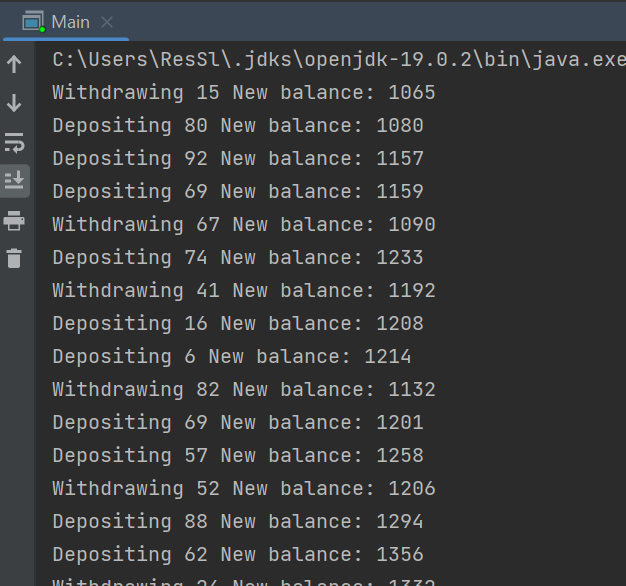 Main
C:\Users\ResSl\.jdks\openjdk-19.0.2\bin\java.exe
Withdrawing 15 New balance: 1065
Depositing 80 New balance: 1080
Depositing 92 New balance: 1157
Depositing 69 New balance: 1159
Withdrawing 67 New balance: 1090
Depositing 74 New balance: 1233
Withdrawing 41 New balance: 1192
Depositing 16 New balance: 1208
Depositing 6 New balance: 1214
Withdrawing 82 New balance: 1132
Depositing 69 New balance: 1201
Depositing 57 New balance: 1258
Withdrawing 52 New balance: 1206
Depositing 88 New balance: 1294
Depositing 62 New balance: 1356
Withdrawing 24 New balance: 1332